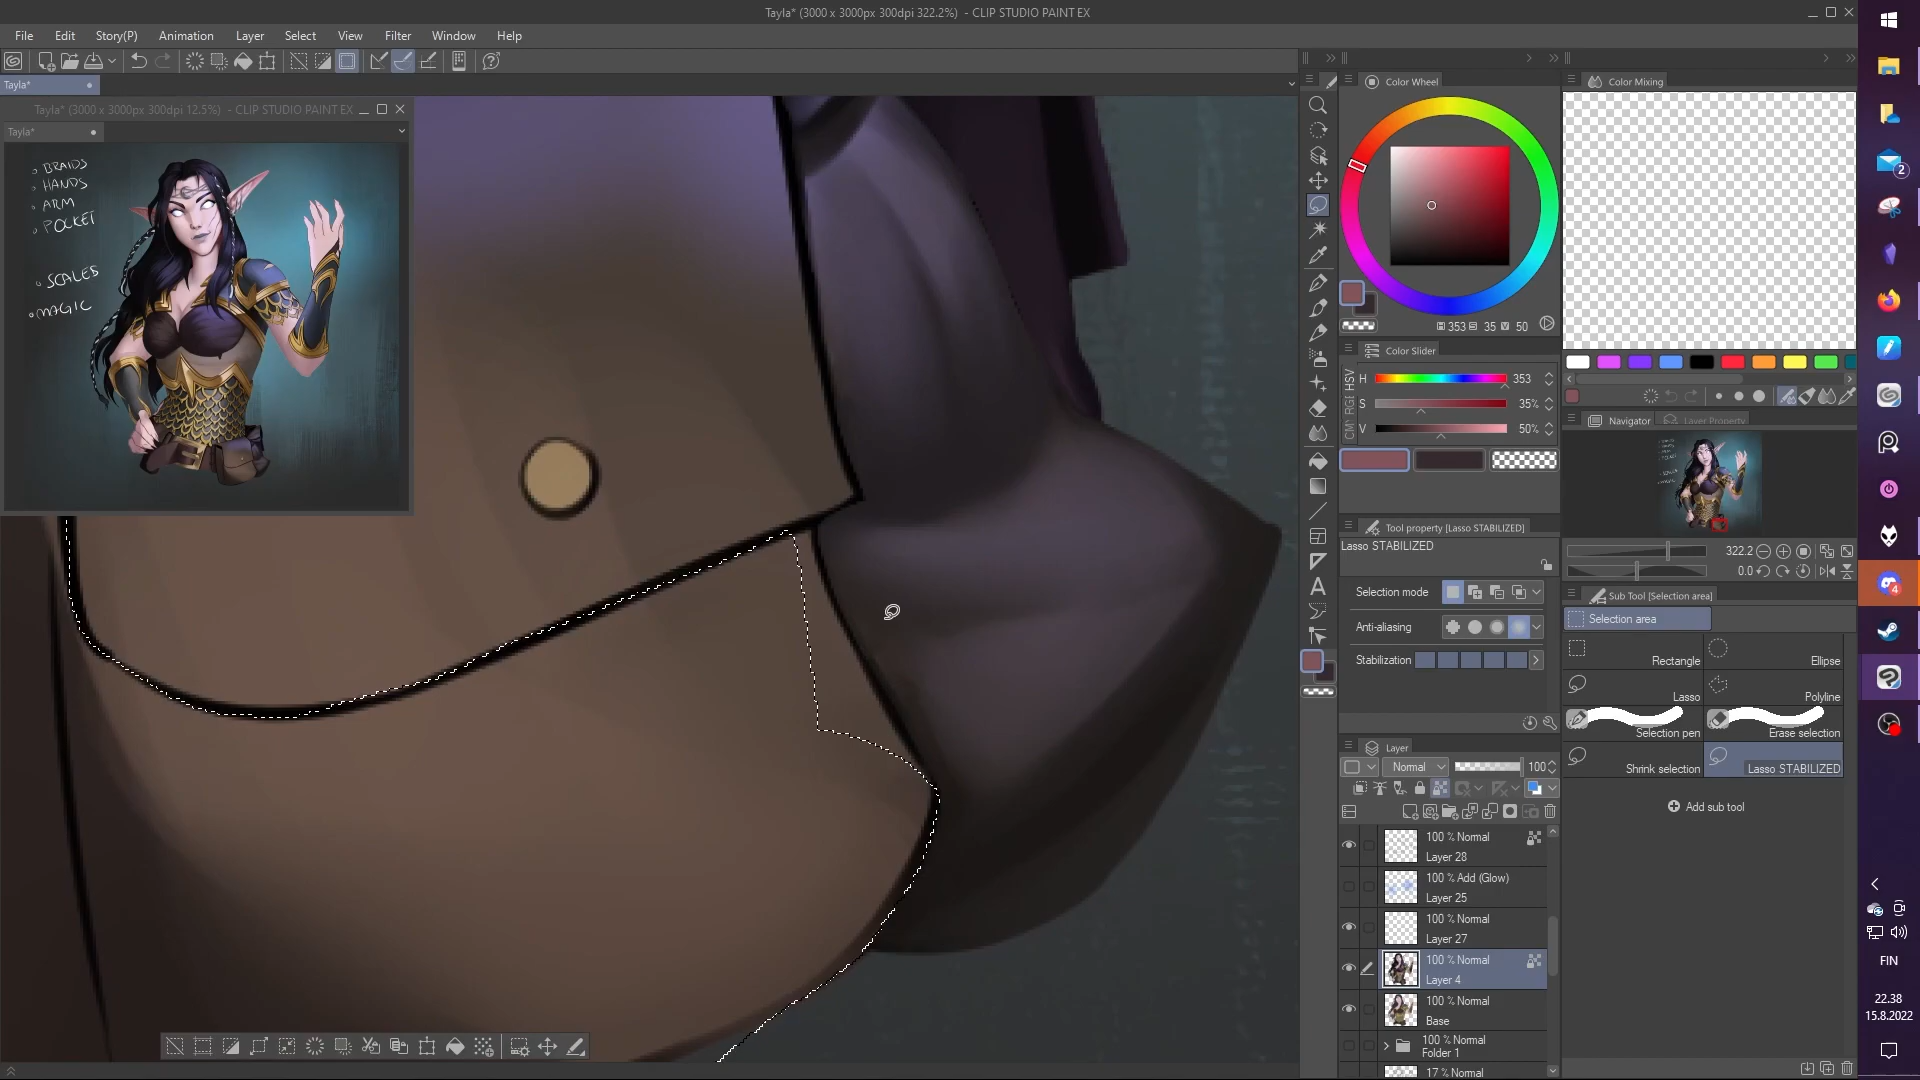 Tayla* (3000 x 3000px 300dpi 322.2%) - CLIP STUDIO PAINT EX
File Edit Story(P) Animation Layer Select View Filter Window Help
Tayla*
Tayla* (3000 x 3000px 300dpi 12.5%) - CLIP STUDIO PAINT EX
Tayla*
BRAIDS
HANDS
ARM
POCKET
SCALES
MAGIC
Color Wheel
353 35 50
Color Slider
HSV
H 353
S 35%
V 50%
Tool property [Lasso STABILIZED]
Lasso STABILIZED
Selection mode
Anti-aliasing
Stabilization
Layer
Normal 100
100 % Normal
Layer 28
100 % Add (Glow)
Layer 25
100 % Normal
Layer 27
100 % Normal
Layer 4
100 % Normal
Base
100 % Normal
Folder 1
17 % Normal
Color Mixing
Navigator Layer Property
322.2
0.0
Sub Tool [Selection area]
Selection area
Rectangle Ellipse
Lasso Polyline
Selection pen Erase selection
Shrink selection Lasso STABILIZED
Add sub tool
2
4
FIN
22.38
15.8.2022